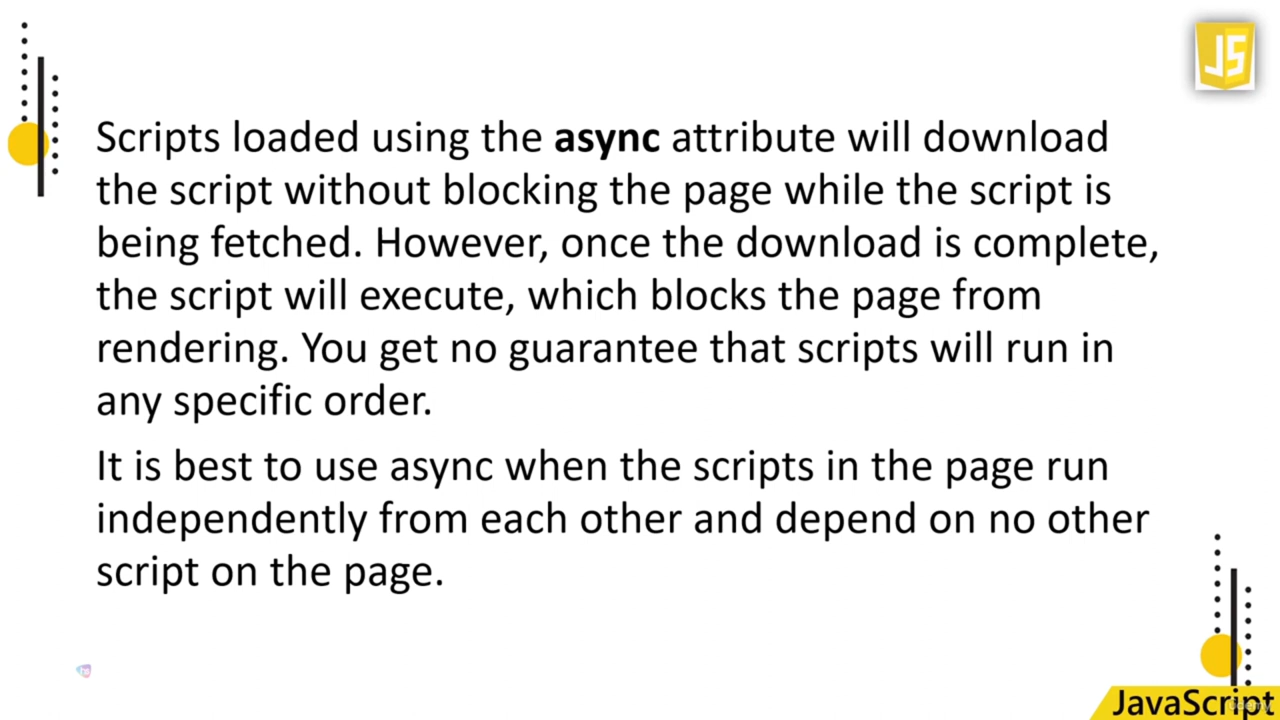 JS
Scripts loaded using the async attribute will download
the script without blocking the page while the script is
being fetched. However, once the download is complete,
the script will execute, which blocks the page from
rendering. You get no guarantee that scripts will run in
any specific order.
It is best to use async when the scripts in the page run
independently from each other and depend on no other
script on the page.
JavaScript
Udemy